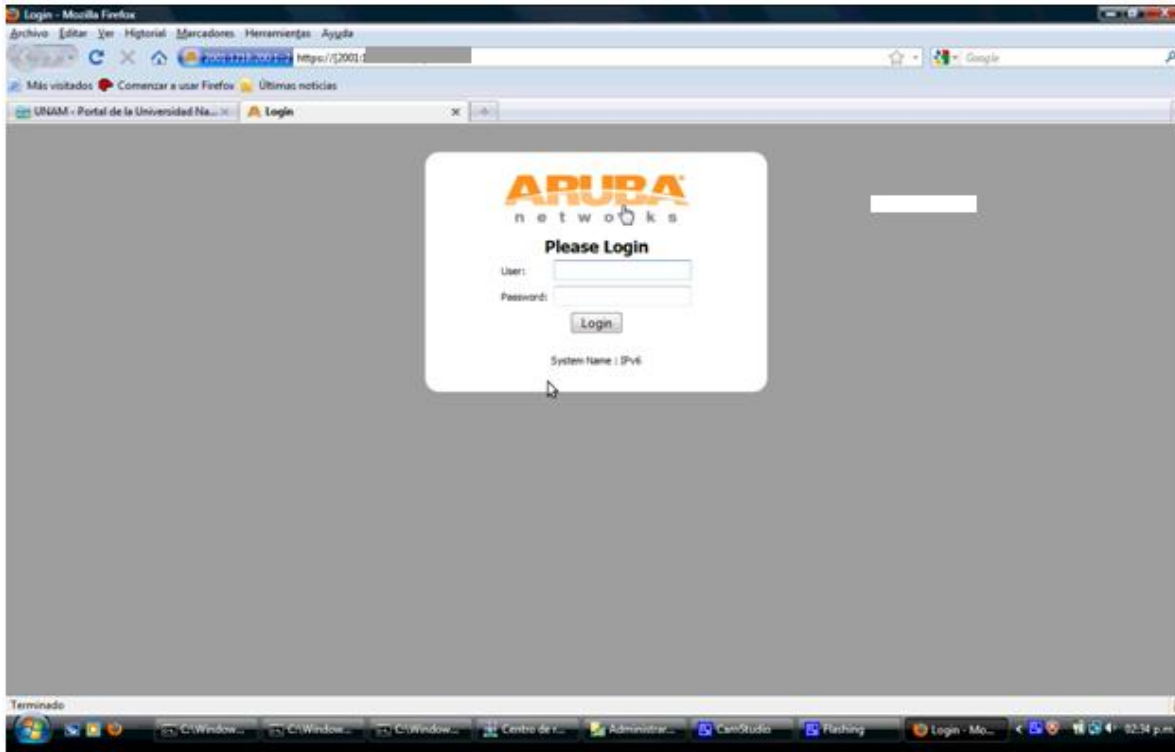 Login - Mozilla Firefox
Archivo Editar Ver Historial Marcadores Herramientas Ayuda
https://[2001:
Google
Más visitados Comenzar a usar Firefox Últimas noticias
UNAM - Portal de la Universidad Na...
Login
ARUBA
networks
Please Login
User:
Password:
Login
System Name : IPv6
Terminado
C:\Window... C:\Window... C:\Window... Centro de r... Administrar... CamStudio Flashing Login - Mo... 02:34 p.m.